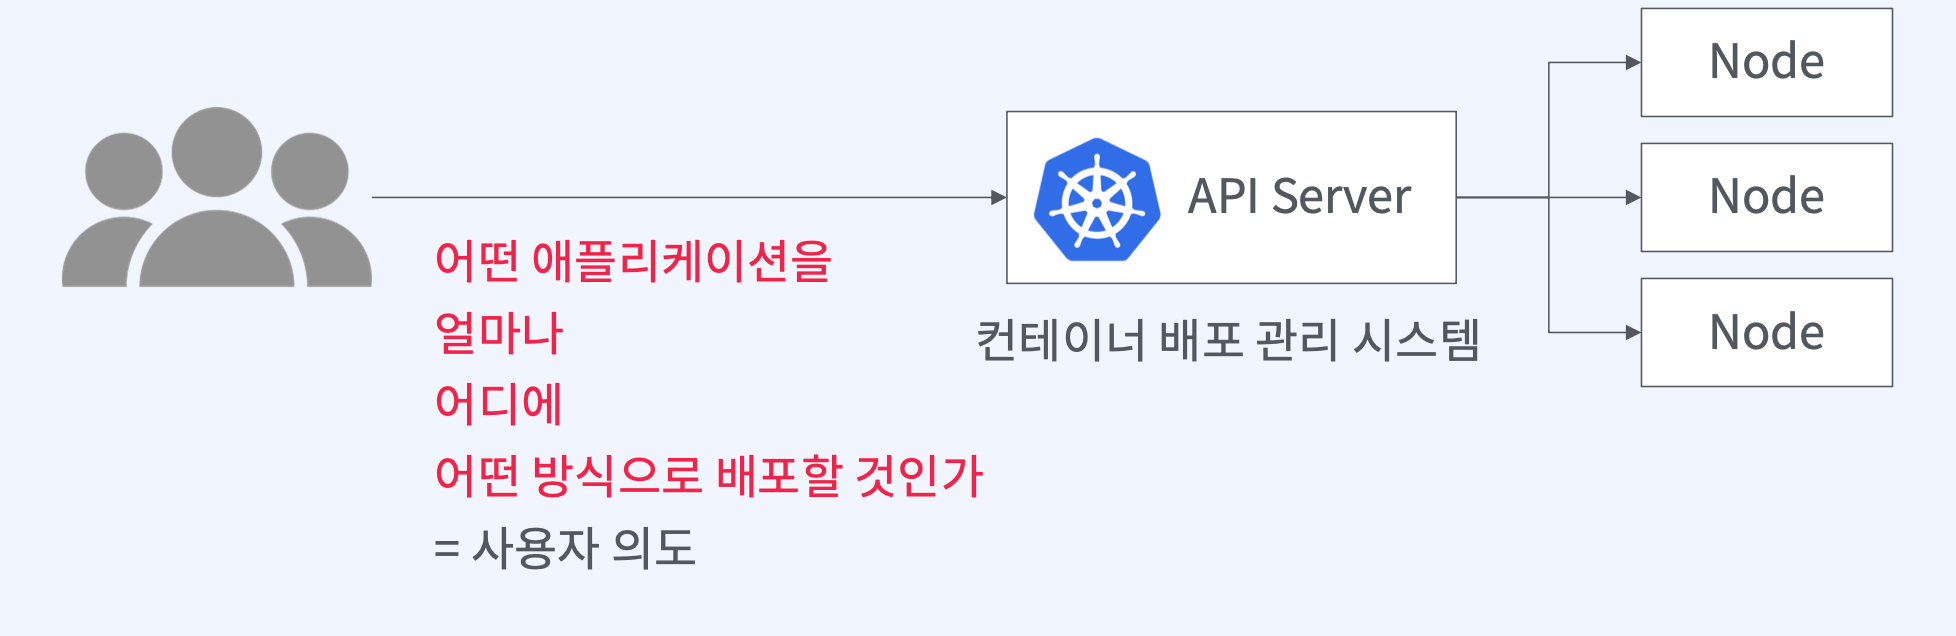 Node
API Server
Node
어떤 애플리케이션을
얼마나
컨테이너 배포 관리 시스템
Node
어디에
어떤 방식으로 배포할 것인가
= 사용자 의도